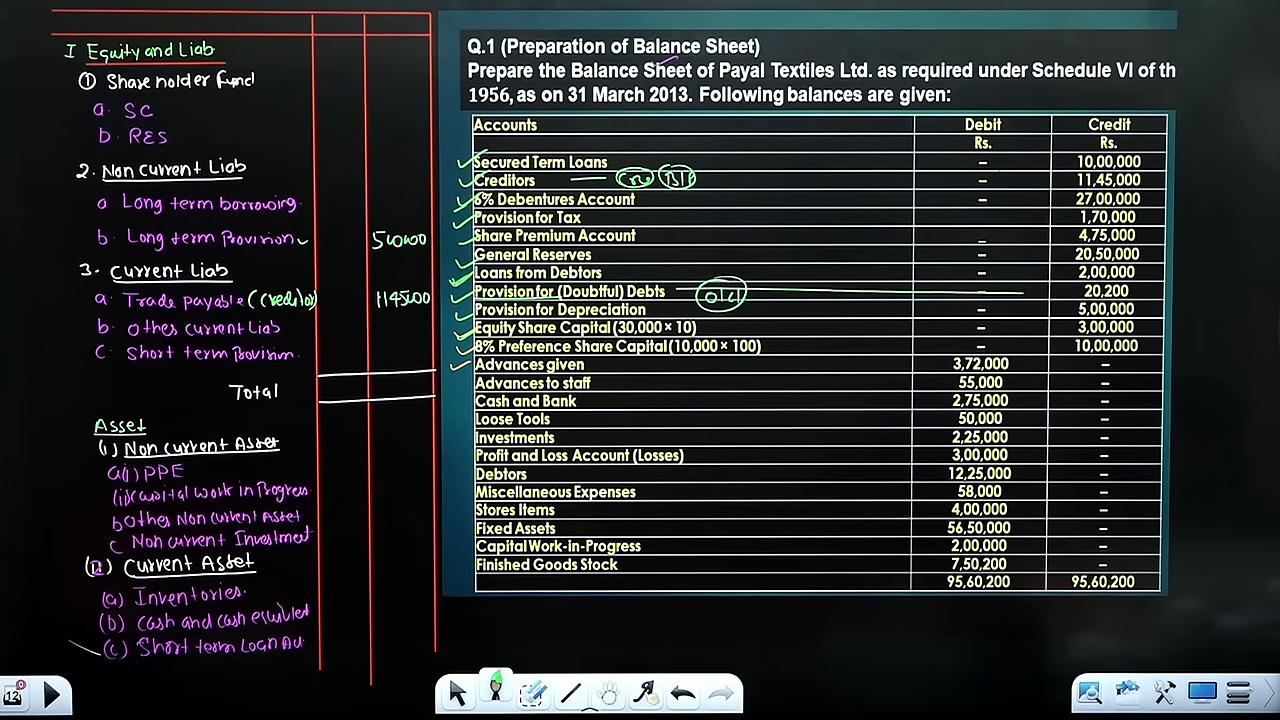 I Equity and Liab
① Share holder fund
a. SC
b. RES
2. Non current Liab
a Long term borrowing
b. Long term Provision 500000
3. Current Liab
a. Trade payable (creditor) 1145000
b. other current Liab
C. Short term Provision
Total
Asset
(i) Non current Asset
a(i) PPE
(ii) capital work in Progress
b other Non current Asset
c Non current Investment
(II) Current Asset
(a) Inventories
(b) cash and cash
(c) Short term Loan
Q.1 (Preparation of Balance Sheet)
Prepare the Balance Sheet of Payal Textiles Ltd. as required under Schedule VI of th
1956, as on 31 March 2013. Following balances are given:
Accounts Debit Credit
Rs. Rs.
Secured Term Loans – 10,00,000
Creditors – 11,45,000
6% Debentures Account – 27,00,000
Provision for Tax 1,70,000
Share Premium Account – 4,75,000
General Reserves – 20,50,000
Loans from Debtors – 2,00,000
Provision for (Doubtful) Debts old – 20,200
Provision for Depreciation – 5,00,000
Equity Share Capital (30,000 × 10) – 3,00,000
8% Preference Share Capital (10,000 × 100) – 10,00,000
Advances given 3,72,000 –
Advances to staff 55,000 –
Cash and Bank 2,75,000 –
Loose Tools 50,000 –
Investments 2,25,000 –
Profit and Loss Account (Losses) 3,00,000 –
Debtors 12,25,000 –
Miscellaneous Expenses 58,000 –
Stores Items 4,00,000 –
Fixed Assets 56,50,000 –
Capital Work-in-Progress 2,00,000 –
Finished Goods Stock 7,50,200 –
95,60,200 95,60,200
12